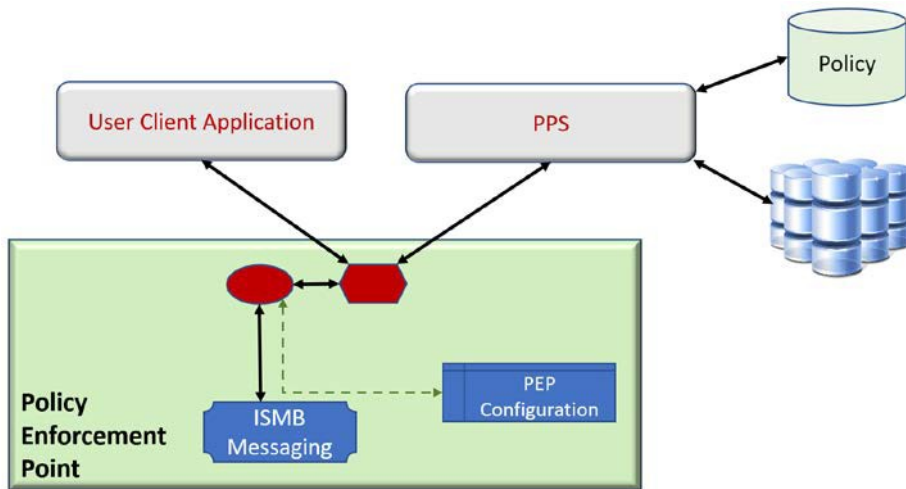 Policy
User Client Application
PPS
PEP
Configuration
Policy
Enforcement
Point
ISMB
Messaging